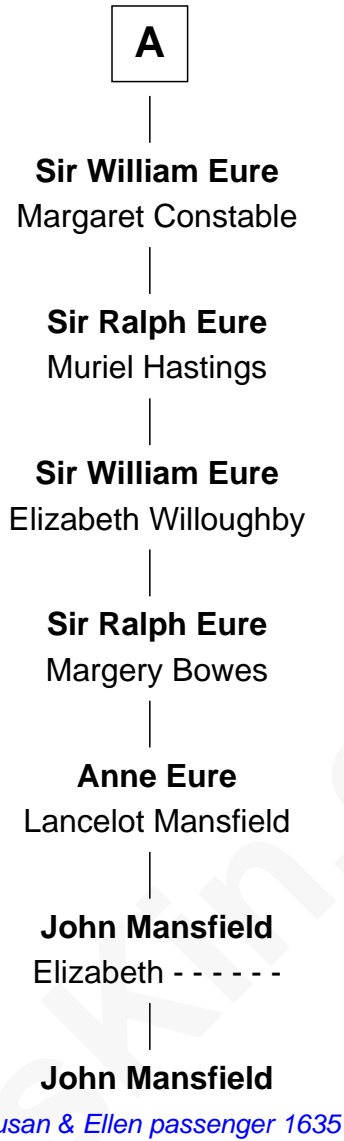 A
Sir William Eure
Margaret Constable
Sir Ralph Eure
Muriel Hastings
Sir William Eure
Elizabeth Willoughby
Sir Ralph Eure
Margery Bowes
Anne Eure
Lancelot Mansfield
John Mansfield
Elizabeth - - - - - -
John Mansfield
usan & Ellen passenger 1635